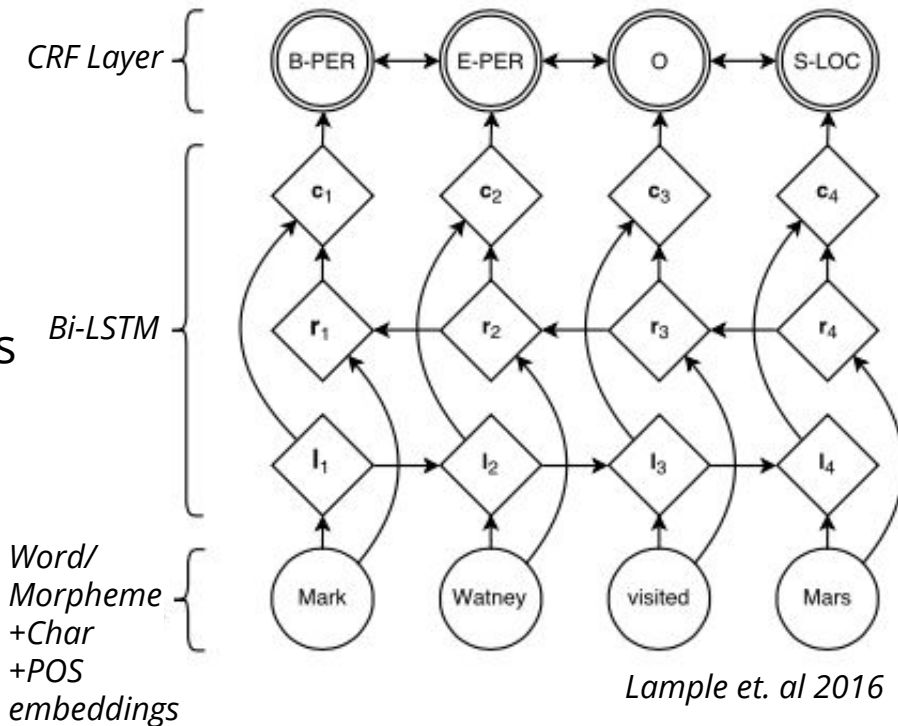 CRF Layer
B-PER E-PER O S-LOC
c₁ c₂ c₃ c₄
s
Bi-LSTM
r₁ r₂ r₃ r₄
l₁ l₂ l₃ l₄
Word/
Morpheme
+Char
+POS
embeddings
Mark Watney visited Mars
Lample et. al 2016